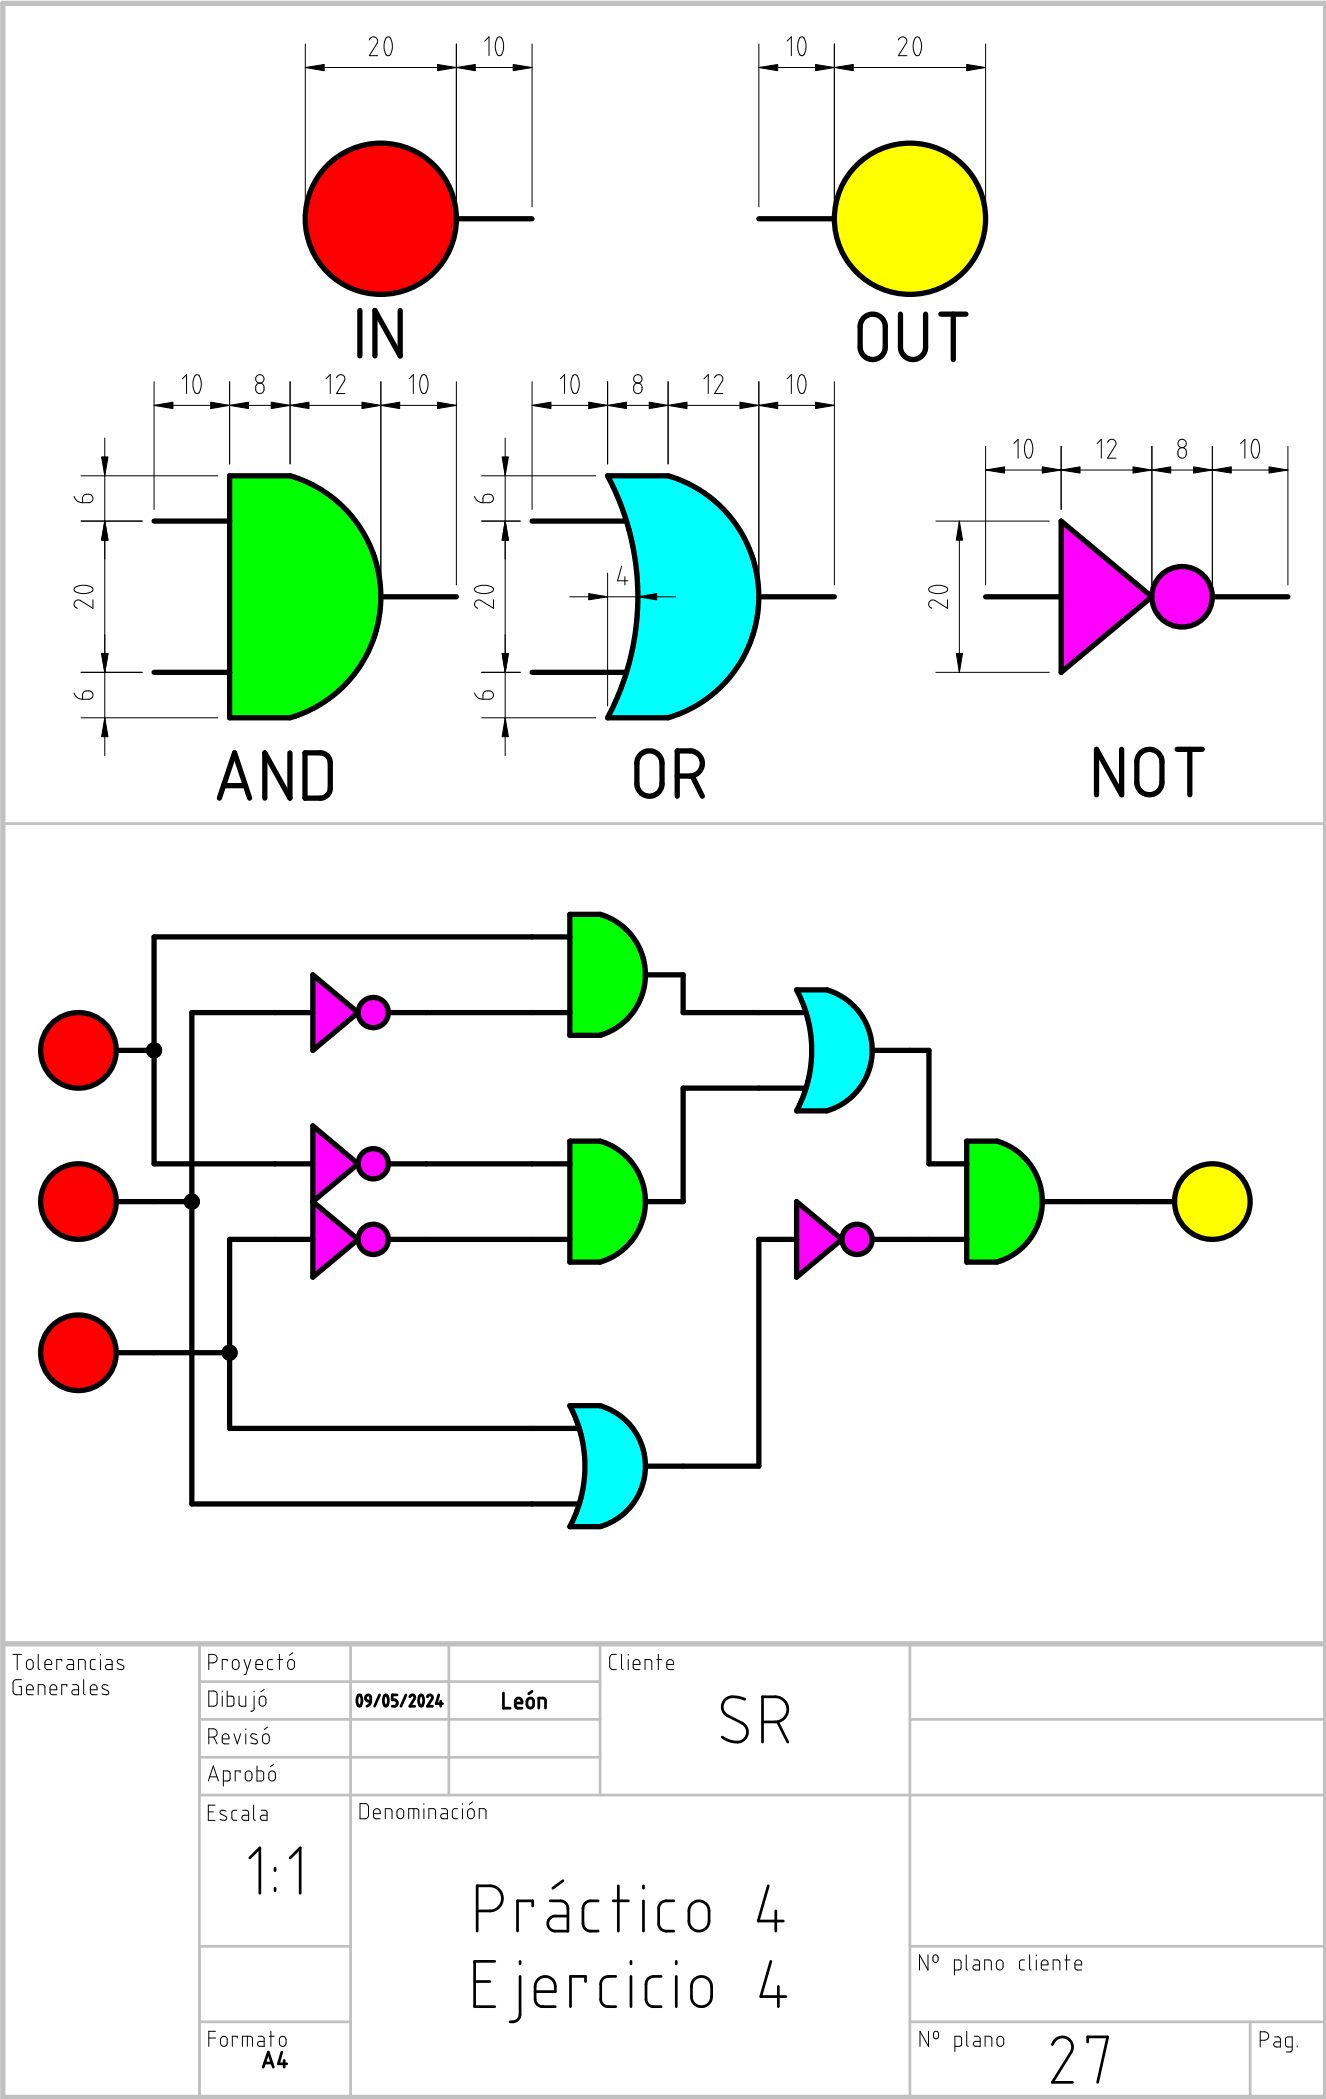 20 10 10 20
IN OUT
10 8 12 10 10 8 12 10
10 12 8 10
6 6
20 4 20 20
6 6
AND OR NOT
Tolerancias
Generales
Proyectó
Dibujó 09/05/2024 León
Revisó
Aprobó
Cliente
SR
Escala
1:1
Denominación
Práctico 4
Ejercicio 4
Formato
A4
Nº plano cliente
Nº plano 27 Pag.